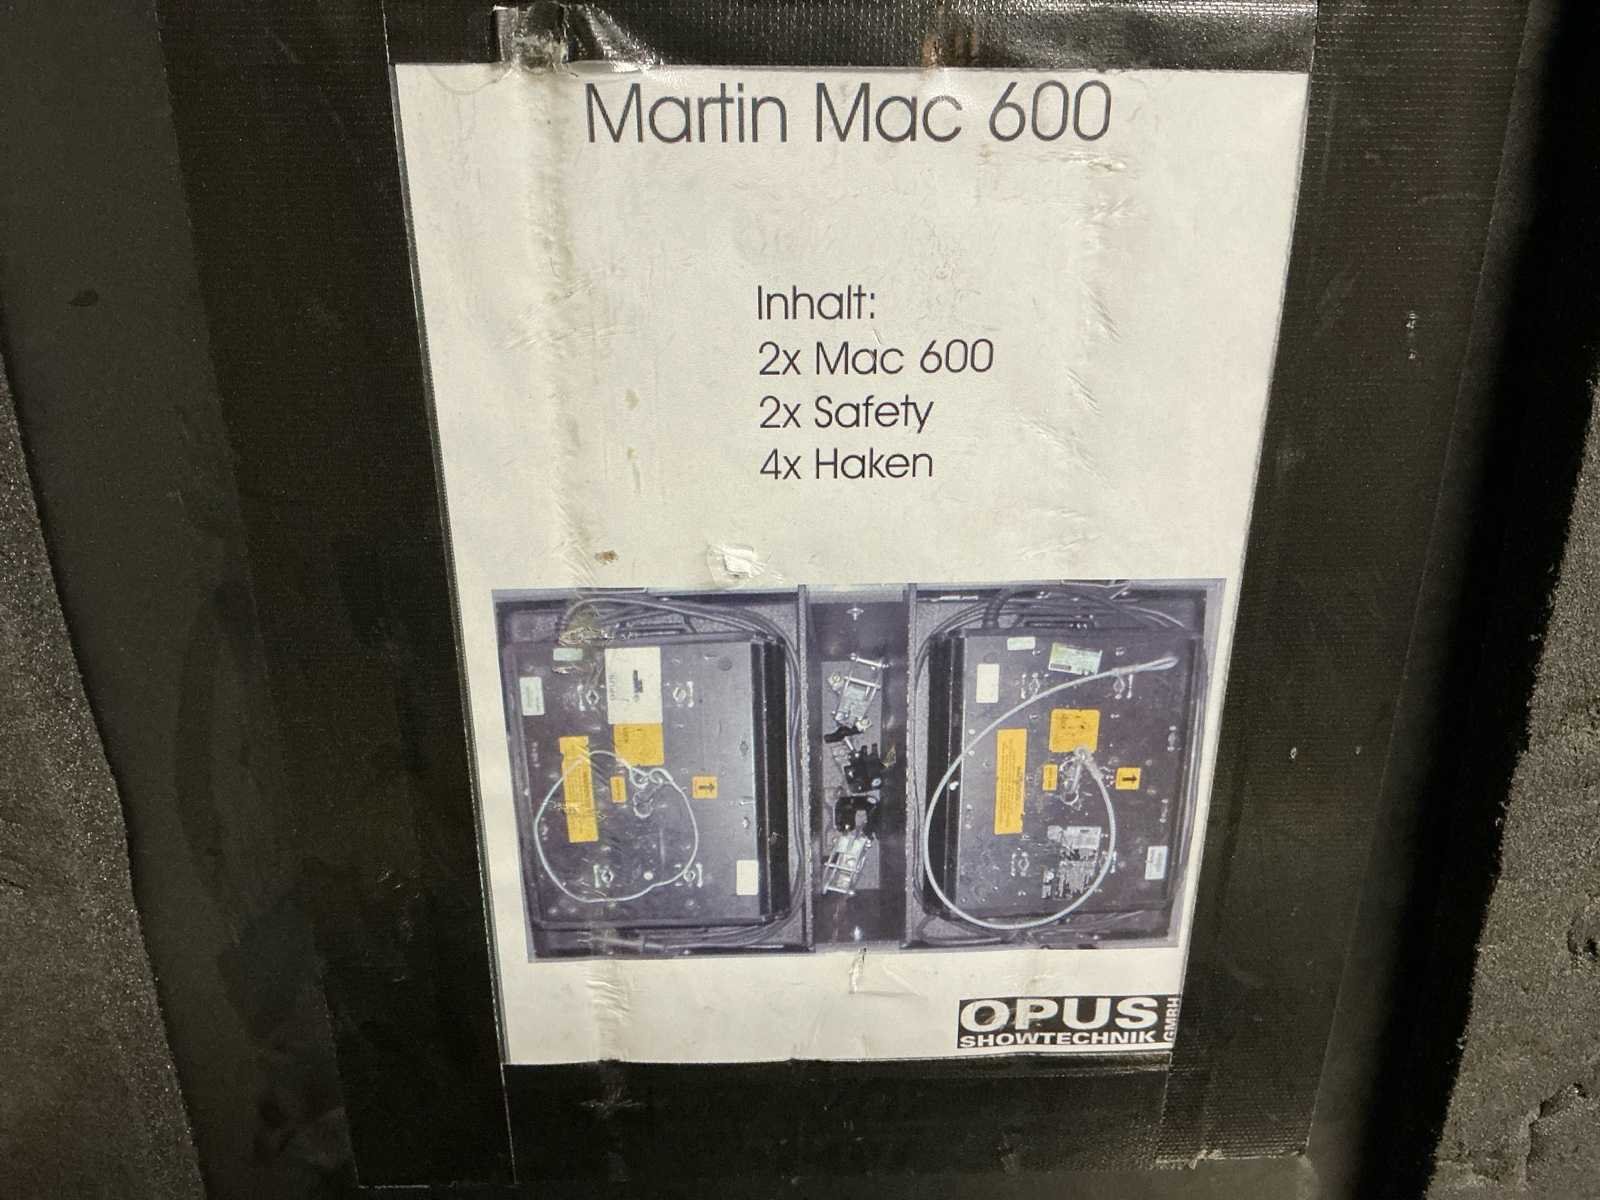 Martin Mac 600
Inhalt:
2x Mac 600
2x Safety
4x Haken
OPUS
SHOWTECHNIK
GMBH